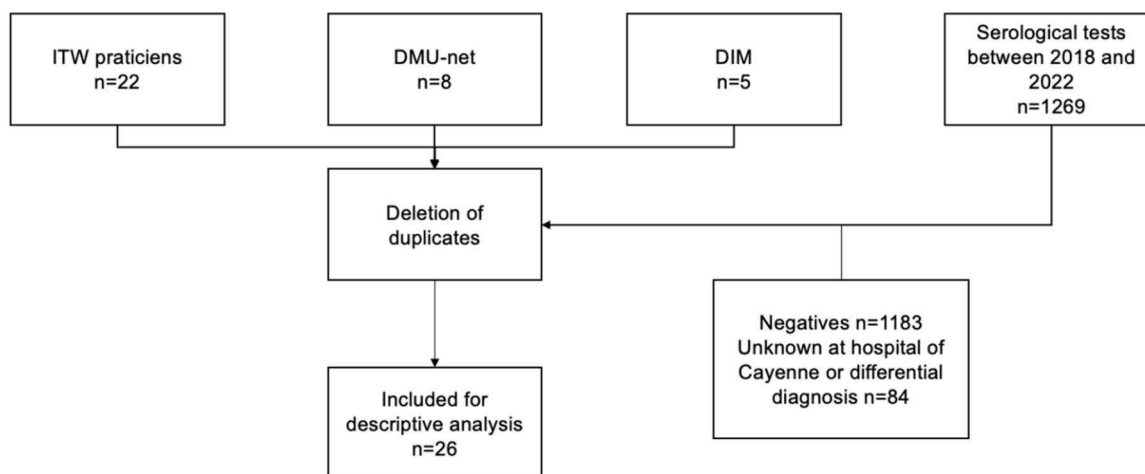 ITW praticiens
n=22
DMU-net
n=8
DIM
n=5
Serological tests
between 2018 and
2022
n=1269
Deletion of
duplicates
Negatives n=1183
Unknown at hospital of
Cayenne or differential
diagnosis n=84
Included for
descriptive analysis
n=26